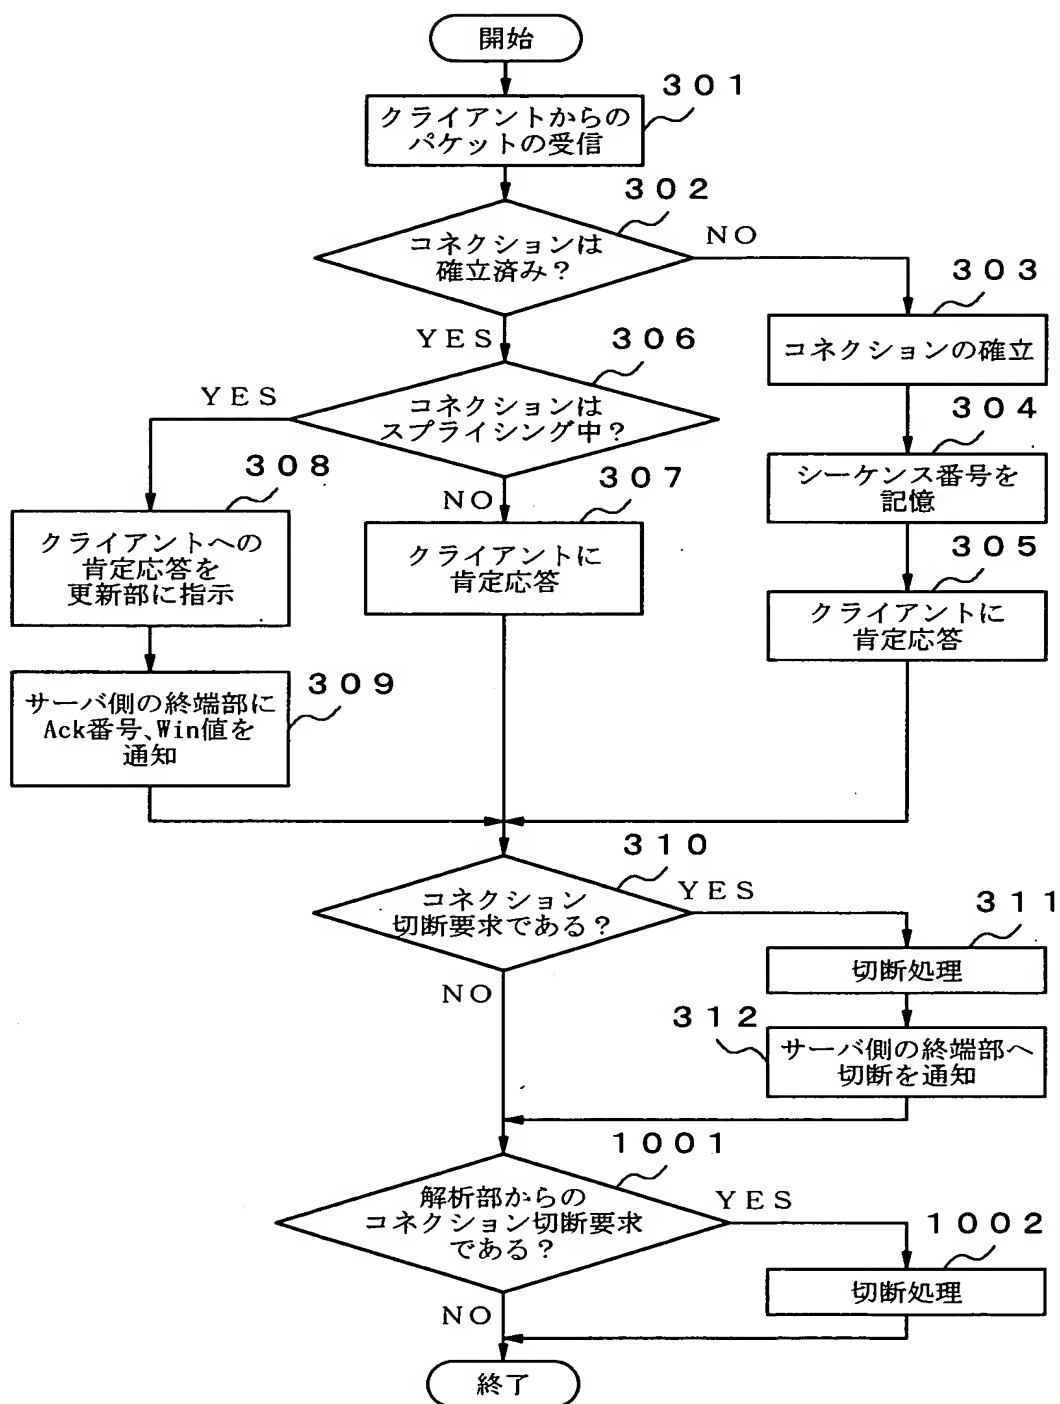 開始
３０１
クライアントからの
パケットの受信
３０２
コネクションは
確立済み？
ＮＯ
３０３
コネクションの確立
ＹＥＳ
３０６
コネクションは
スプライシング中？
ＹＥＳ
３０４
シーケンス番号を
記憶
３０８
クライアントへの
肯定応答を
更新部に指示
ＮＯ
３０７
クライアントに
肯定応答
３０５
クライアントに
肯定応答
３０９
サーバ側の終端部に
Ack番号、Win値を
通知
３１０
コネクション
切断要求である？
ＹＥＳ
３１１
切断処理
ＮＯ
３１２
サーバ側の終端部へ
切断を通知
１００１
解析部からの
コネクション切断要求
である？
ＹＥＳ
１００２
切断処理
ＮＯ
終了